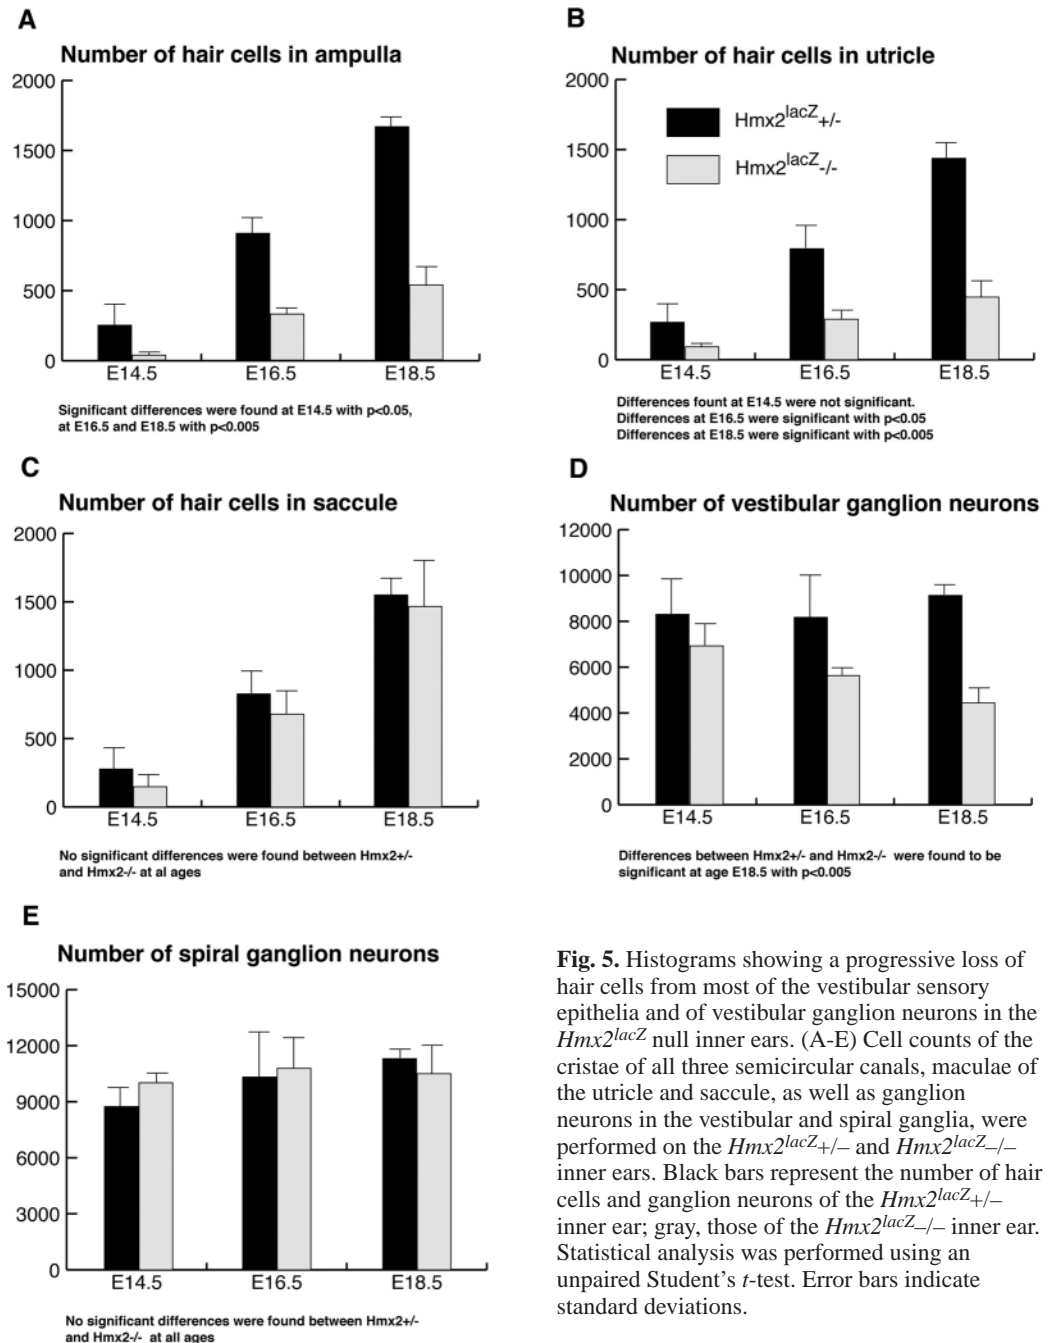 A
Number of hair cells in ampulla
2000
1500
1000
500
0
E14.5 E16.5 E18.5
Significant differences were found at E14.5 with p<0.05,
at E16.5 and E18.5 with p<0.005
B
Number of hair cells in utricle
2000
1500
1000
500
0
Hmx2lacZ+/-
Hmx2lacZ-/-
E14.5 E16.5 E18.5
Differences fount at E14.5 were not significant.
Differences at E16.5 were significant with p<0.05
Differences at E18.5 were significant with p<0.005
C
Number of hair cells in saccule
2000
1500
1000
500
0
E14.5 E16.5 E18.5
No significant differences were found between Hmx2+/-
and Hmx2-/- at al ages
D
Number of vestibular ganglion neurons
12000
10000
8000
6000
4000
2000
0
E14.5 E16.5 E18.5
Differences between Hmx2+/- and Hmx2-/- were found to be
significant at age E18.5 with p<0.005
E
Number of spiral ganglion neurons
15000
12000
9000
6000
3000
0
E14.5 E16.5 E18.5
No significant differences were found between Hmx2+/-
and Hmx2-/- at all ages
Fig. 5. Histograms showing a progressive loss of
hair cells from most of the vestibular sensory
epithelia and of vestibular ganglion neurons in the
Hmx2lacZ null inner ears. (A-E) Cell counts of the
cristae of all three semicircular canals, maculae of
the utricle and saccule, as well as ganglion
neurons in the vestibular and spiral ganglia, were
performed on the Hmx2lacZ+/– and Hmx2lacZ–/–
inner ears. Black bars represent the number of hair
cells and ganglion neurons of the Hmx2lacZ+/–
inner ear; gray, those of the Hmx2lacZ–/– inner ear.
Statistical analysis was performed using an
unpaired Student's t-test. Error bars indicate
standard deviations.